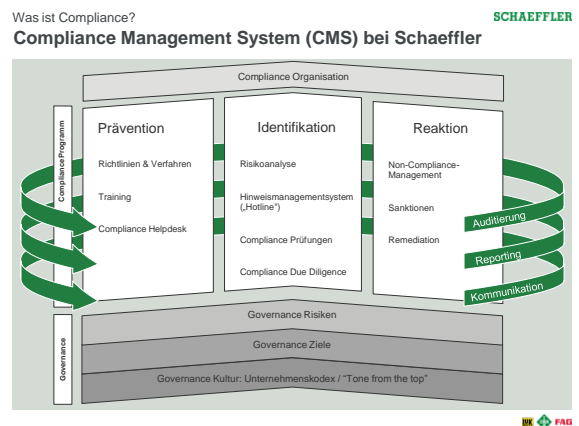 Was ist Compliance?
SCHAEFFLER
Compliance Management System (CMS) bei Schaeffler
Compliance Organisation
Compliance Programm
Prävention
Richtlinien & Verfahren
Training
Compliance Helpdesk
Identifikation
Risikoanalyse
Hinweismanagementsystem
(„Hotline“)
Compliance Prüfungen
Compliance Due Diligence
Reaktion
Non-Compliance-
Management
Sanktionen
Remediation
Auditierung
Reporting
Kommunikation
Governance
Governance Risiken
Governance Ziele
Governance Kultur: Unternehmenskodex / “Tone from the top”
LuK
FAG